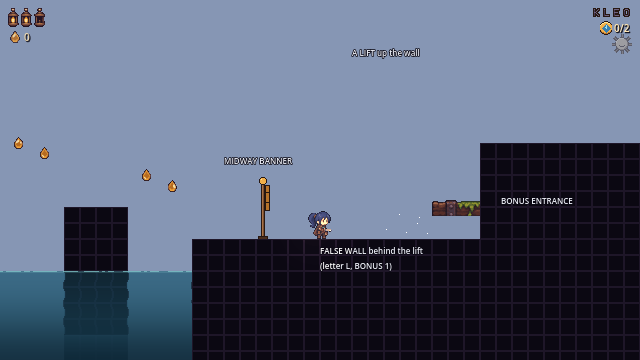 KLEO
0
0/2
A LIFT up the wall
MIDWAY BANNER
BONUS ENTRANCE
FALSE WALL behind the lift
(letter L, BONUS 1)